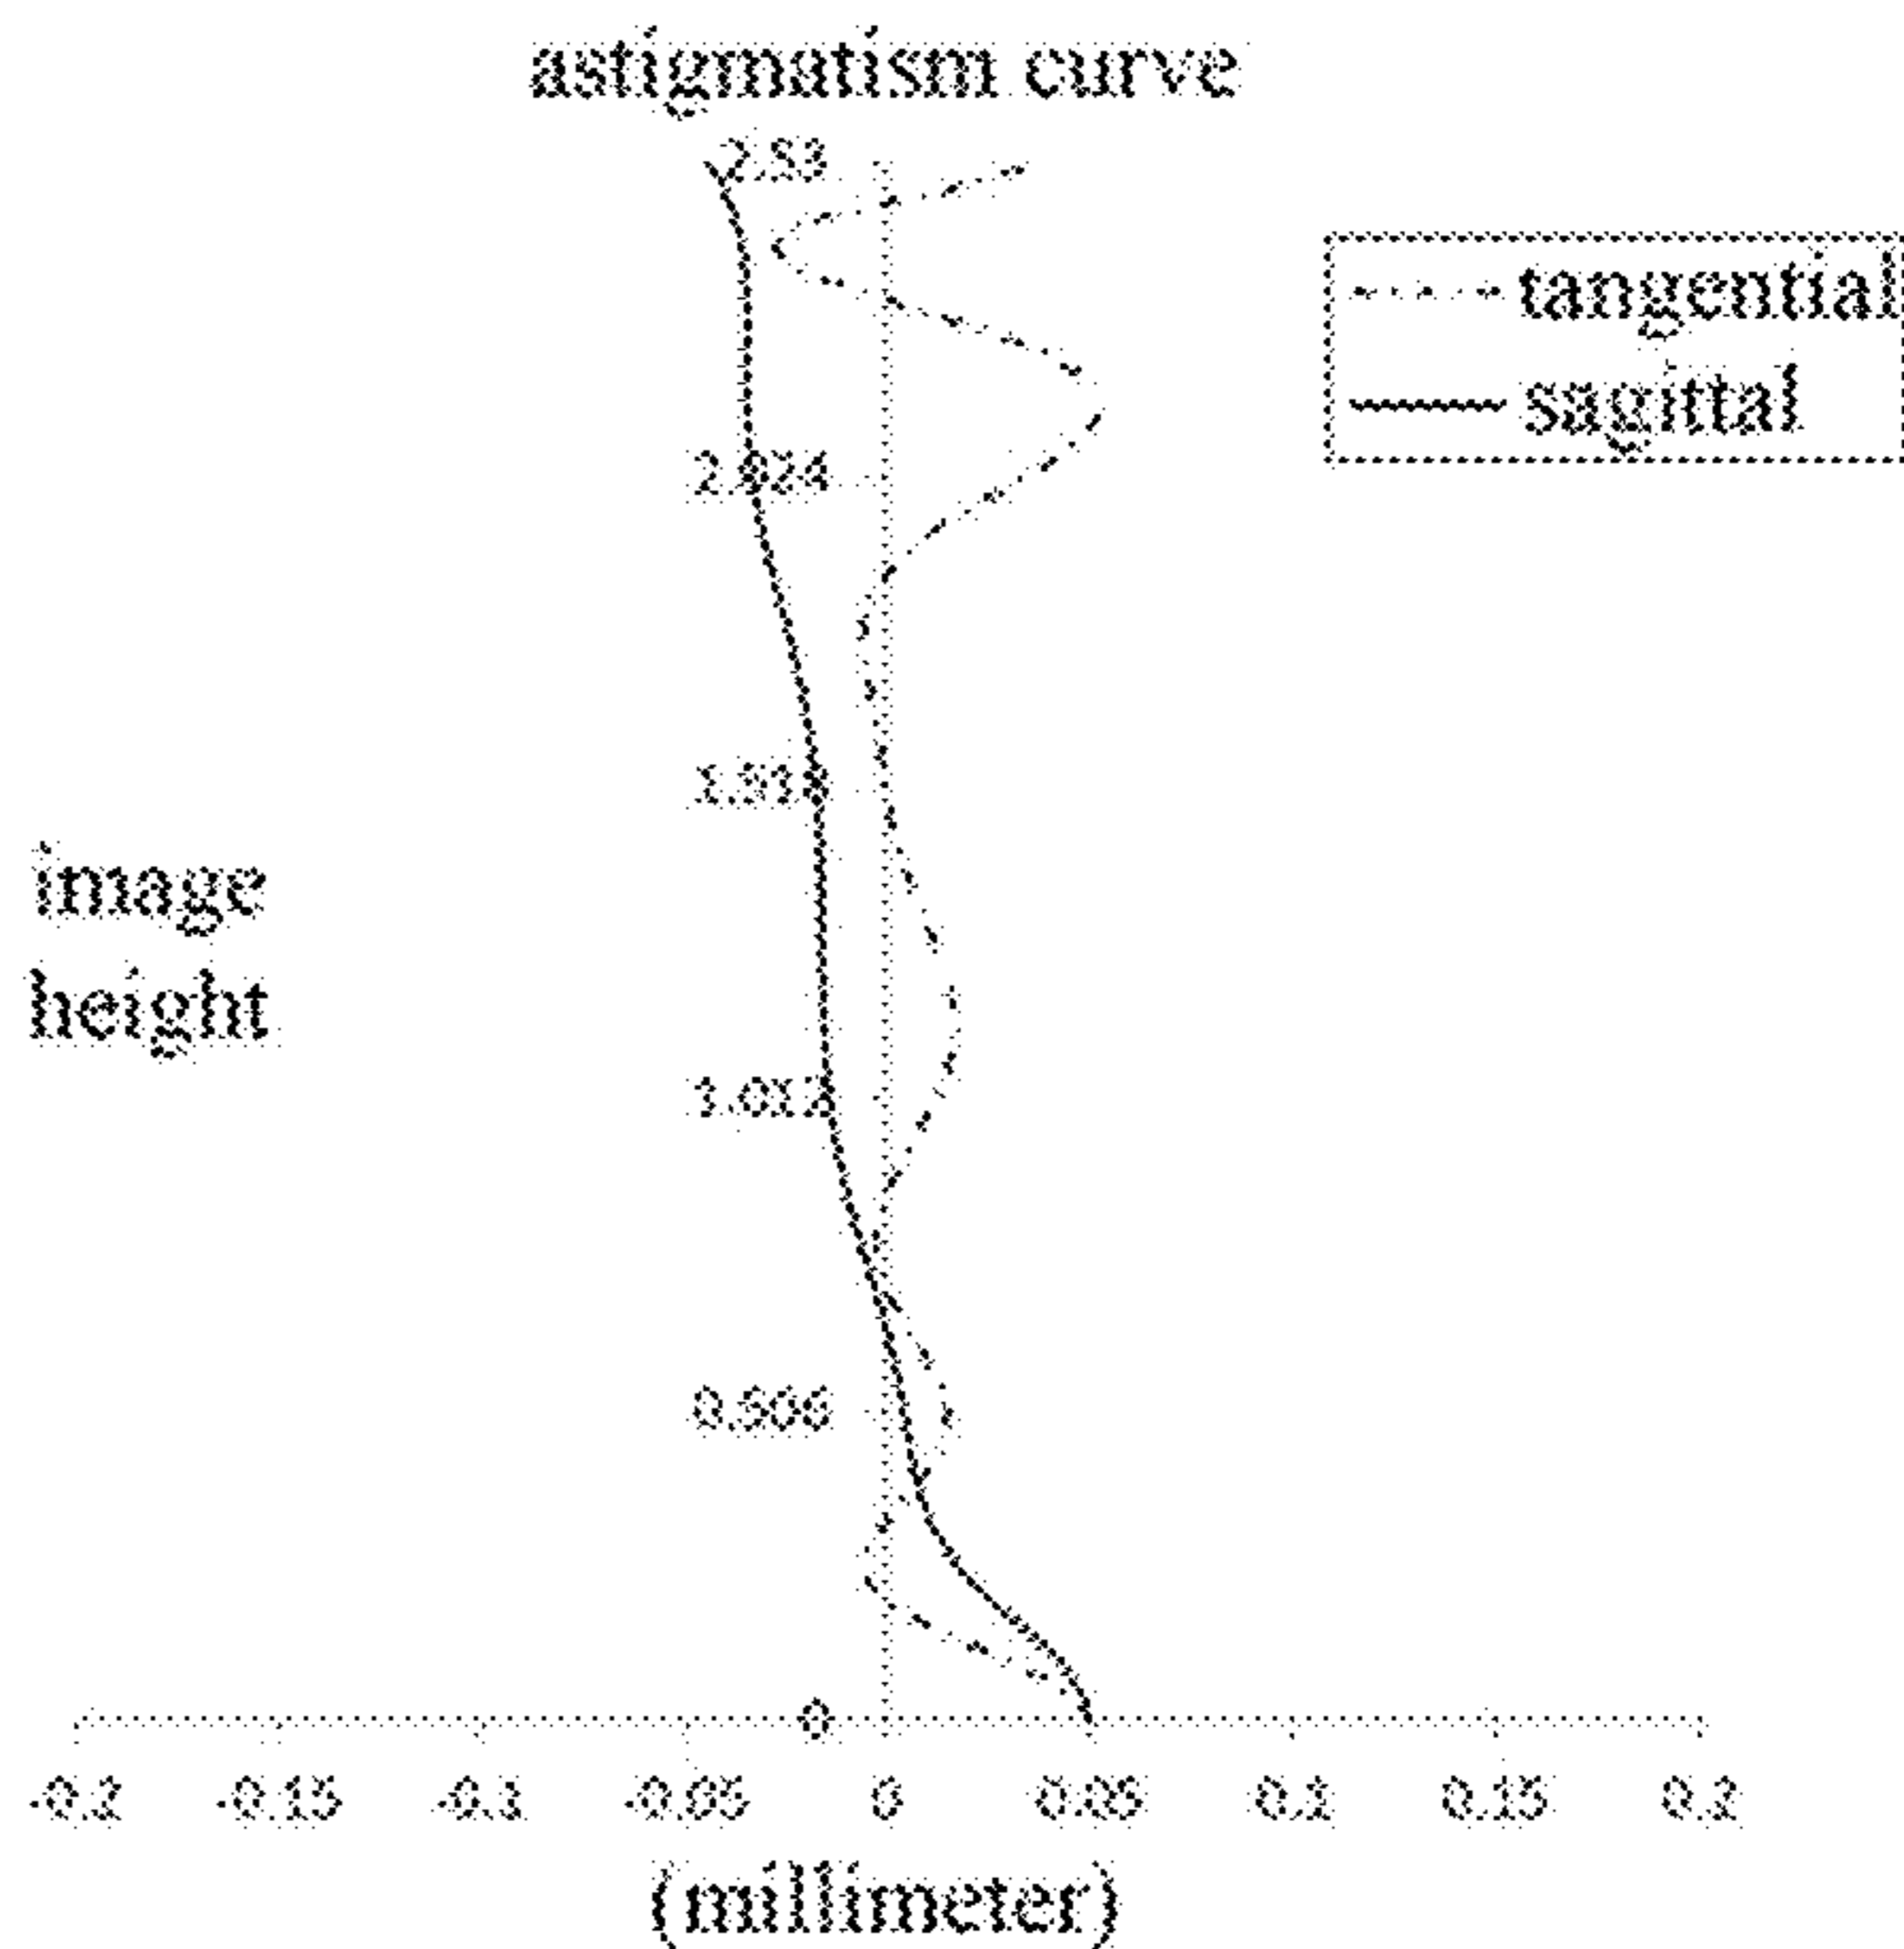 astigmatism curve
2.53
tangential
sagittal
2.024
1.518
image
height
1.012
0.506
0
-0.2 -0.15 -0.1 -0.05 0 0.05 0.1 0.15 0.2
(millimeter)